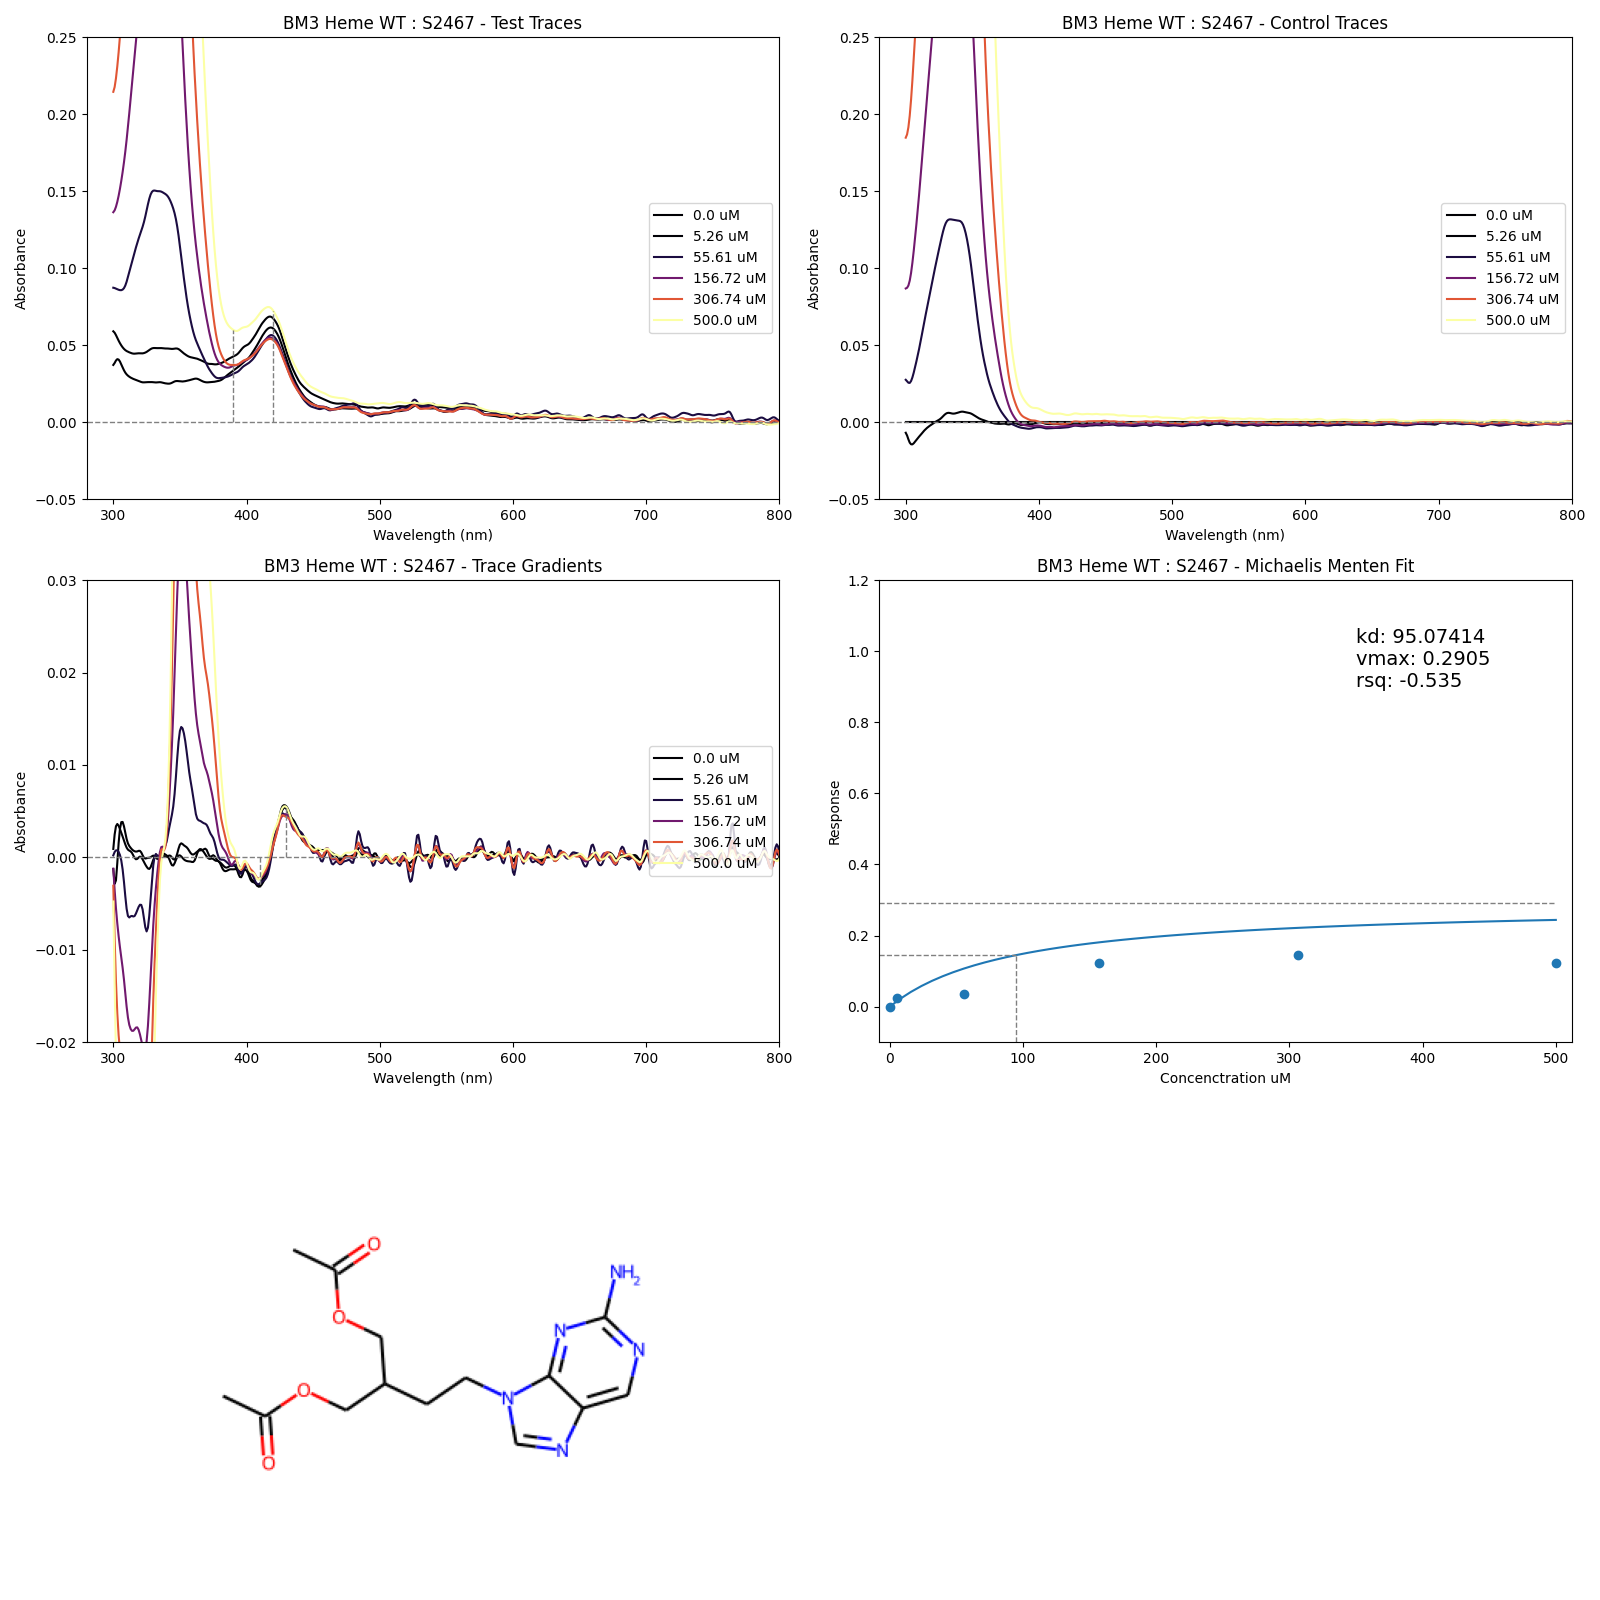 BM3 Heme WT : S2467 - Test Traces
Absorbance
0.25
0.20
0.15
0.10
0.05
0.00
−0.05
300
400
500
600
700
800
Wavelength (nm)
0.0 uM
5.26 uM
55.61 uM
156.72 uM
306.74 uM
500.0 uM
BM3 Heme WT : S2467 - Control Traces
Absorbance
0.25
0.20
0.15
0.10
0.05
0.00
−0.05
300
400
500
600
700
800
Wavelength (nm)
0.0 uM
5.26 uM
55.61 uM
156.72 uM
306.74 uM
500.0 uM
BM3 Heme WT : S2467 - Trace Gradients
Absorbance
0.03
0.02
0.01
0.00
−0.01
−0.02
300
400
500
600
700
800
Wavelength (nm)
0.0 uM
5.26 uM
55.61 uM
156.72 uM
306.74 uM
500.0 uM
BM3 Heme WT : S2467 - Michaelis Menten Fit
Response
1.2
1.0
0.8
0.6
0.4
0.2
0.0
0
100
200
300
400
500
Concenctration uM
kd: 95.07414
vmax: 0.2905
rsq: -0.535
O
NH2
O
N
N
O
N
N
O